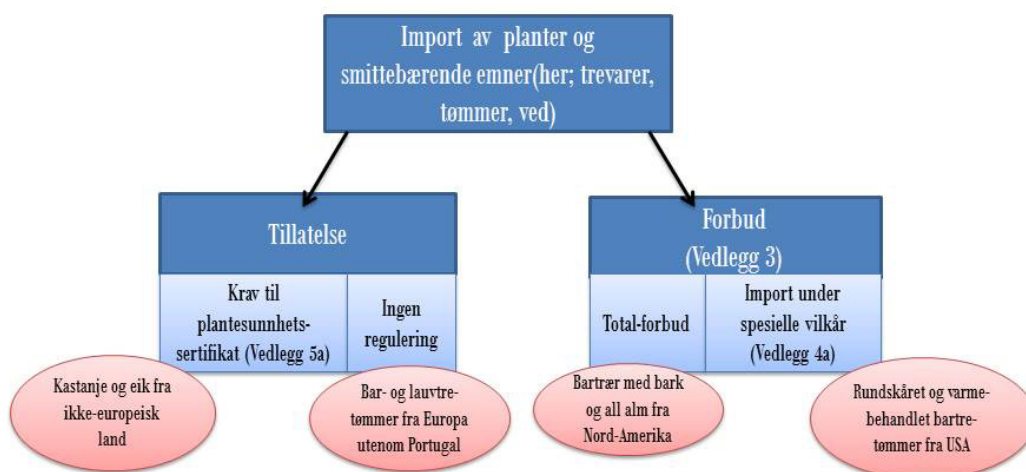 Import av planter og
smittebærende emner(her; trevarer,
tømmer, ved)
Tillatelse
Krav til
plantesunnhets-
sertifikat (Vedlegg 5a)
Ingen
regulering
Kastanje og eik fra
ikke-europeisk
land
Bar- og lauvtre-
tømmer fra Europa
utenom Portugal
Forbud
(Vedlegg 3)
Total-forbud
Import under
spesielle vilkår
(Vedlegg 4a)
Bartrær med bark
og all alm fra
Nord-Amerika
Rundskåret og varme-
behandlet bartre-
tømmer fra USA